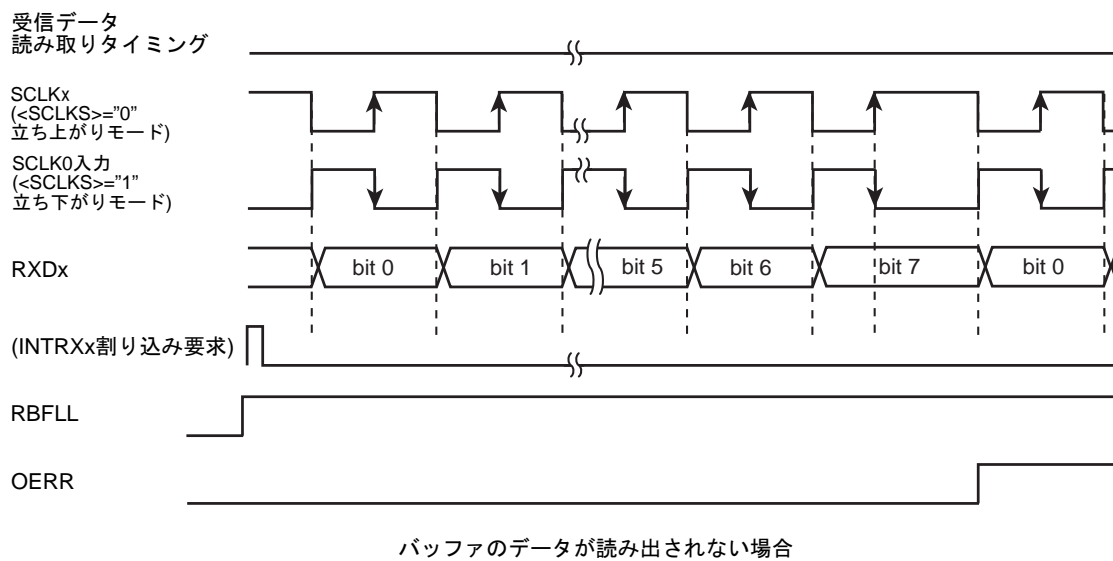 受信データ
読み取りタイミング
SCLKx
(<SCLKS>="0"
立ち上がりモード)
SCLK0入力
(<SCLKS>="1"
立ち下がりモード)
RXDx
bit 0
bit 1
bit 5
bit 6
bit 7
bit 0
(INTRXx割り込み要求)
RBFLL
OERR
バッファのデータが読み出されない場合